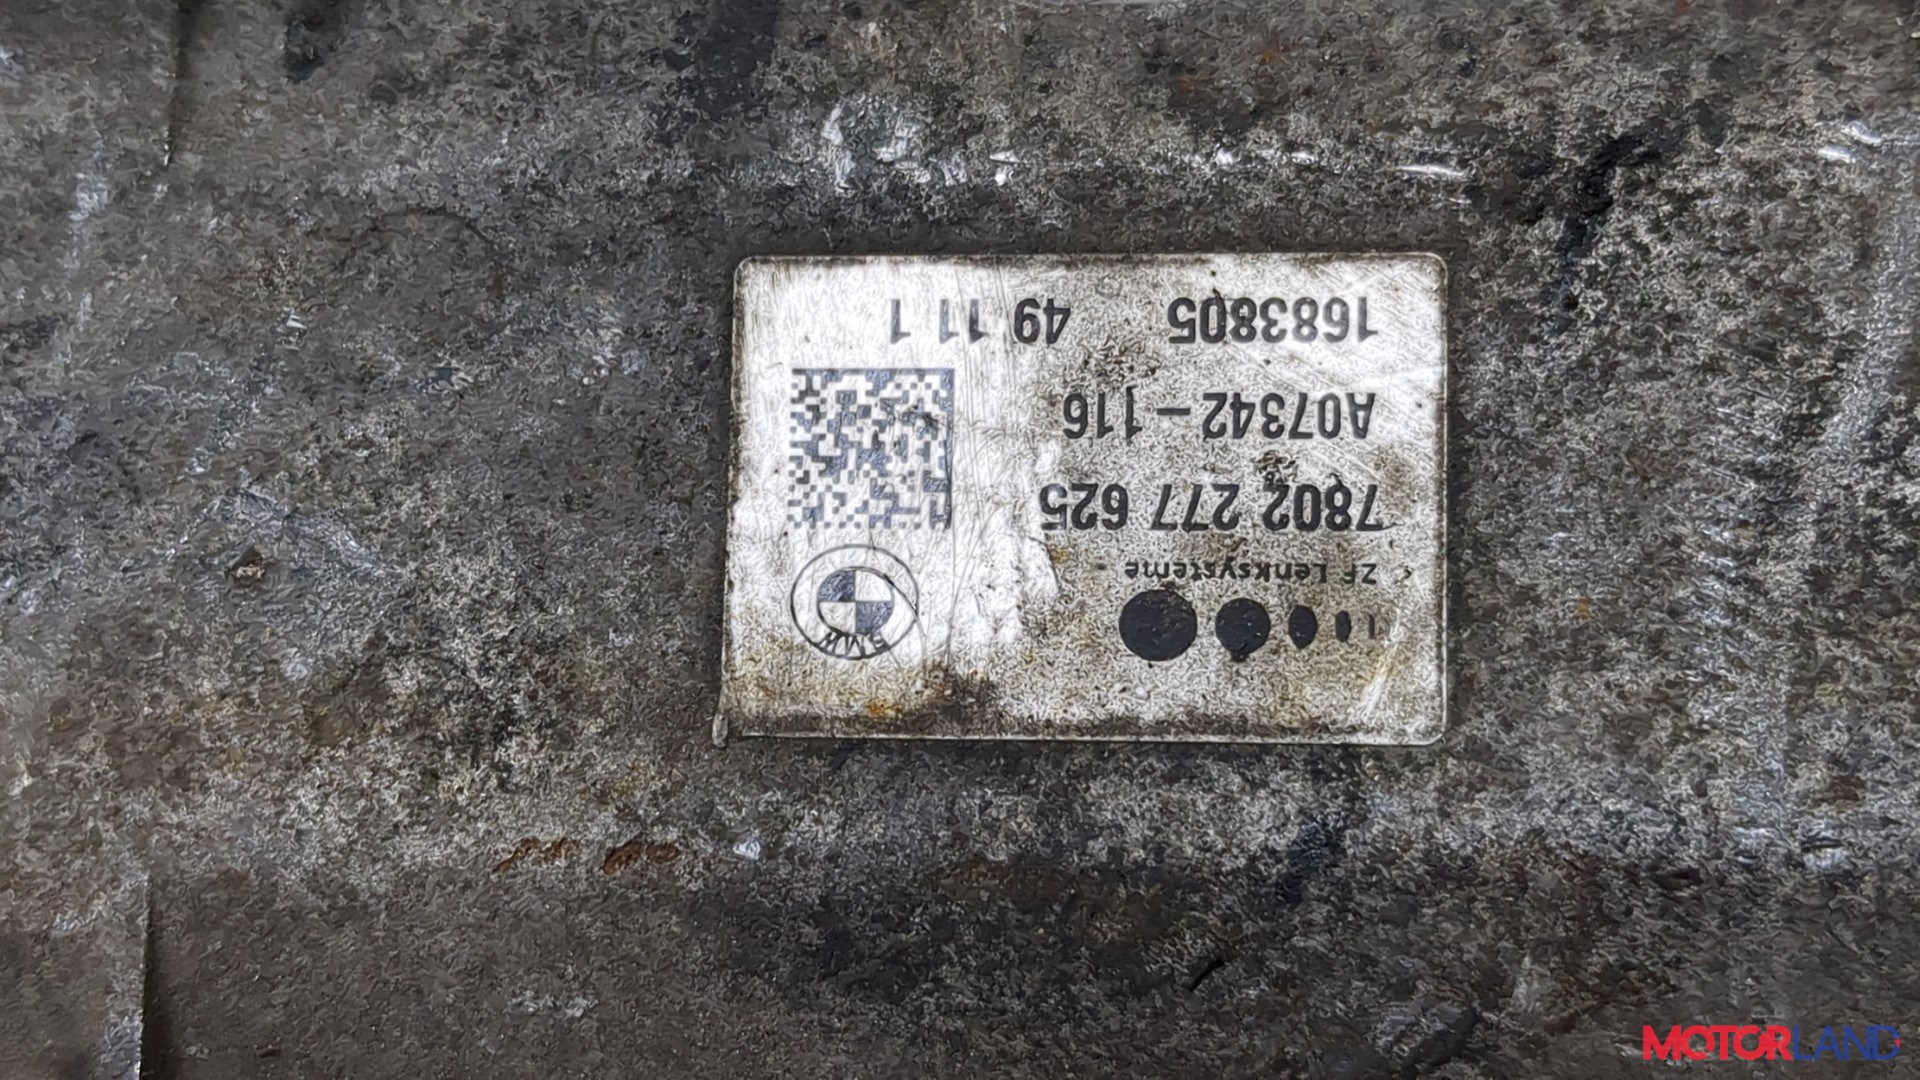 ZF Lenksysteme
7802 277 625
A07342-116
1683805 49 11 1
BMW
MOTORLAND